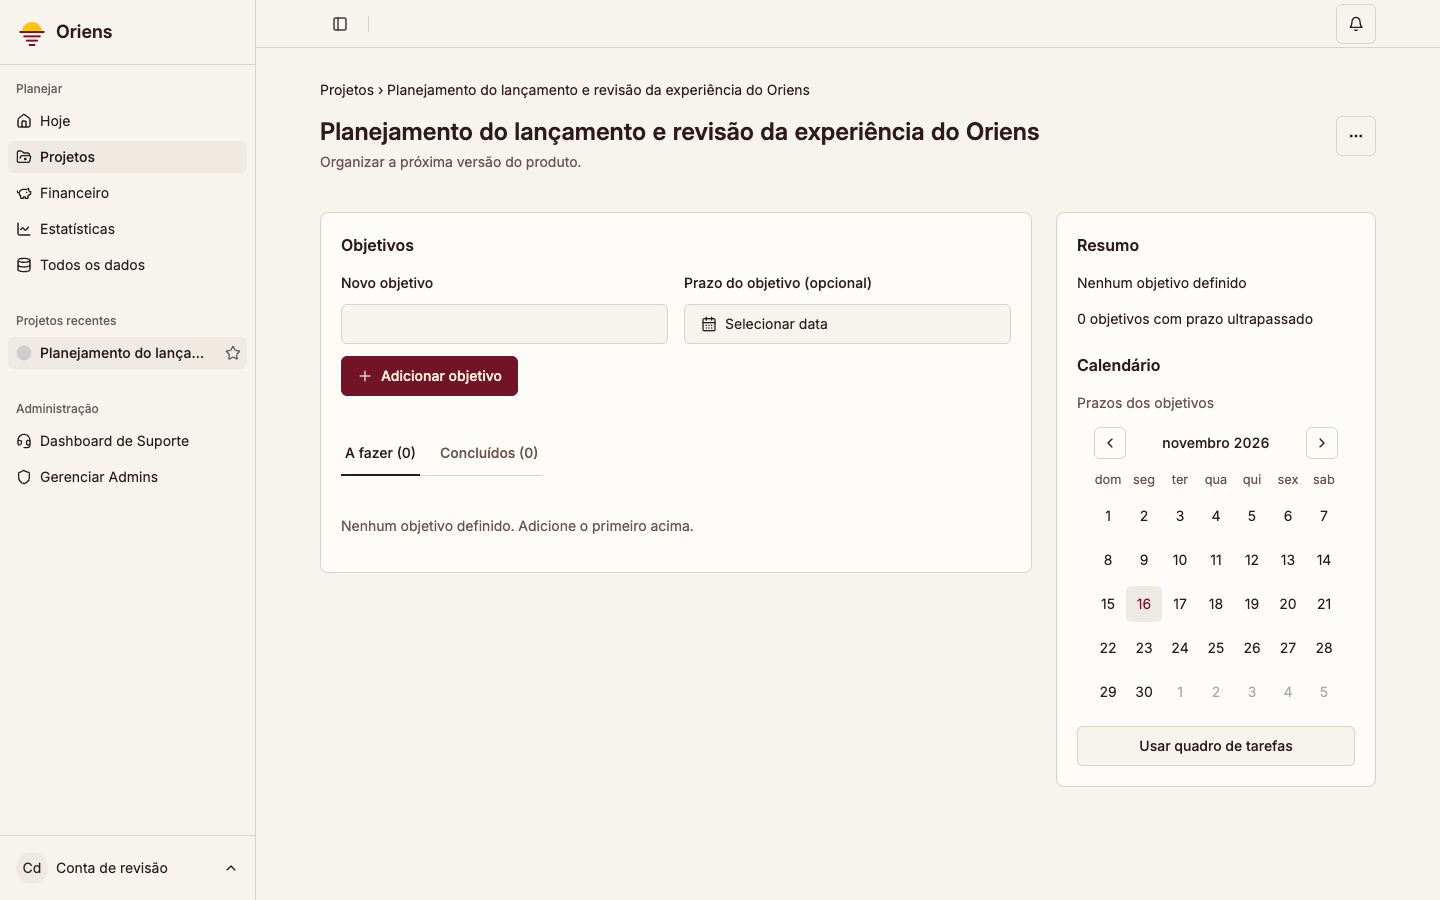 Oriens
Planejar
Hoje
Projetos
Financeiro
Estatísticas
Todos os dados
Projetos recentes
Planejamento do lança...
Administração
Dashboard de Suporte
Gerenciar Admins
Cd Conta de revisão
Projetos › Planejamento do lançamento e revisão da experiência do Oriens
Planejamento do lançamento e revisão da experiência do Oriens
Organizar a próxima versão do produto.
Objetivos
Novo objetivo
Prazo do objetivo (opcional)
Selecionar data
Adicionar objetivo
A fazer (0) Concluídos (0)
Nenhum objetivo definido. Adicione o primeiro acima.
Resumo
Nenhum objetivo definido
0 objetivos com prazo ultrapassado
Calendário
Prazos dos objetivos
novembro 2026
dom seg ter qua qui sex sab
1 2 3 4 5 6 7
8 9 10 11 12 13 14
15 16 17 18 19 20 21
22 23 24 25 26 27 28
29 30 1 2 3 4 5
Usar quadro de tarefas